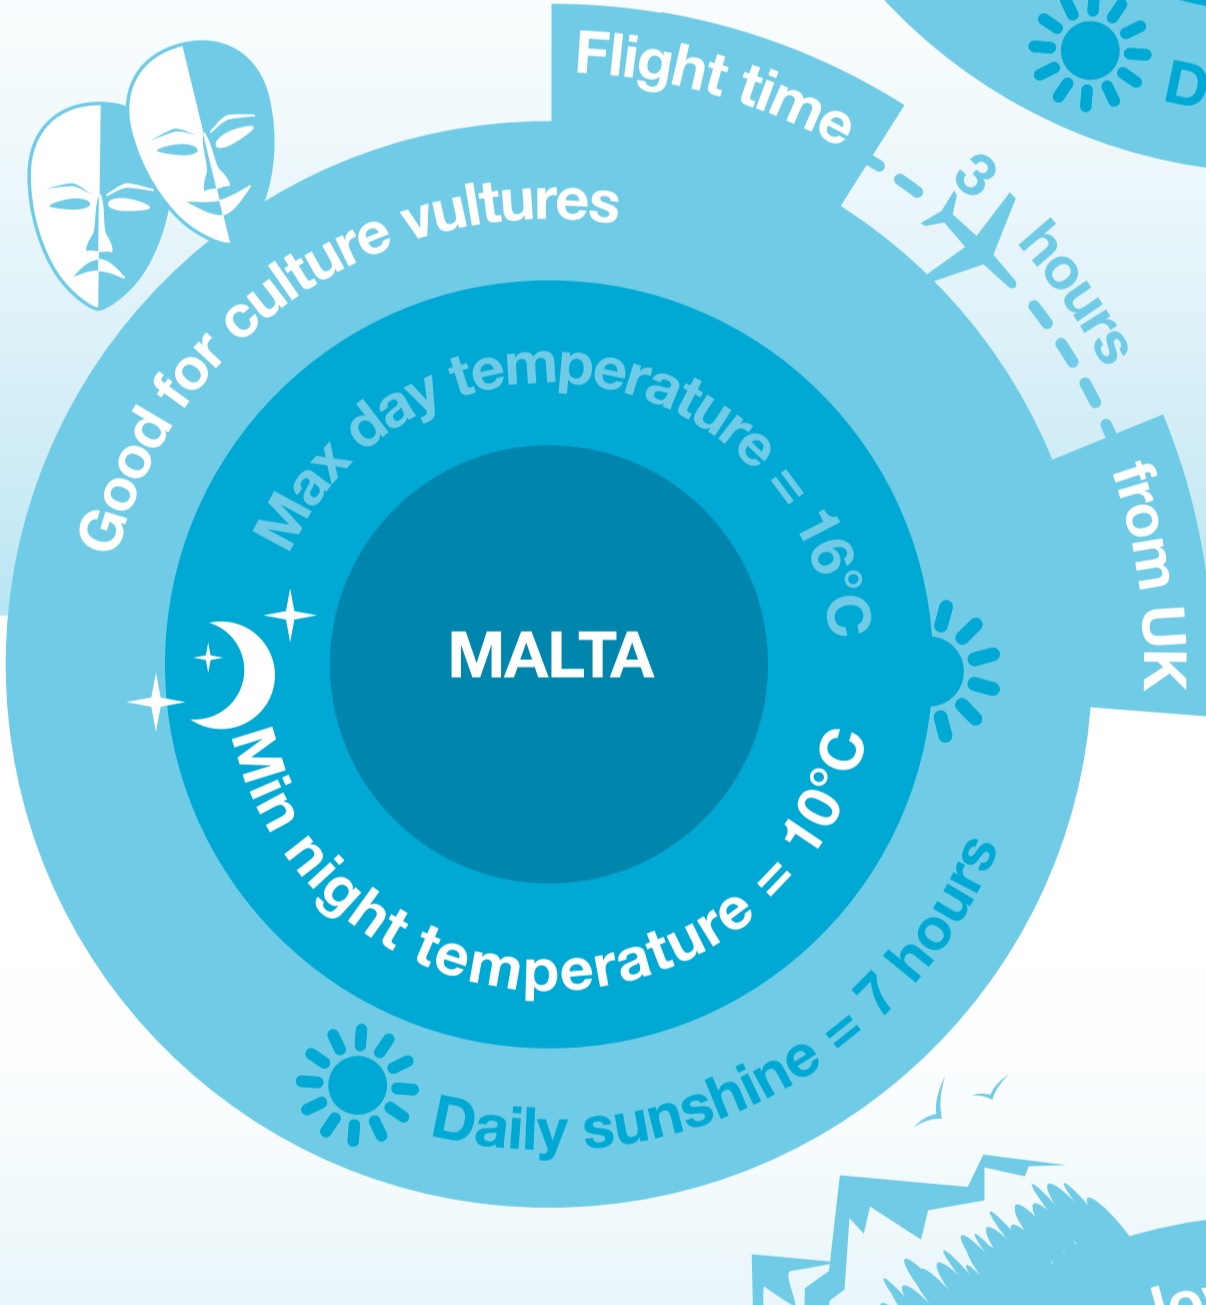 Flight time
3 hours
from UK
Good for culture vultures
Max day temperature = 16°C
MALTA
Min night temperature = 10°C
Daily sunshine = 7 hours
D